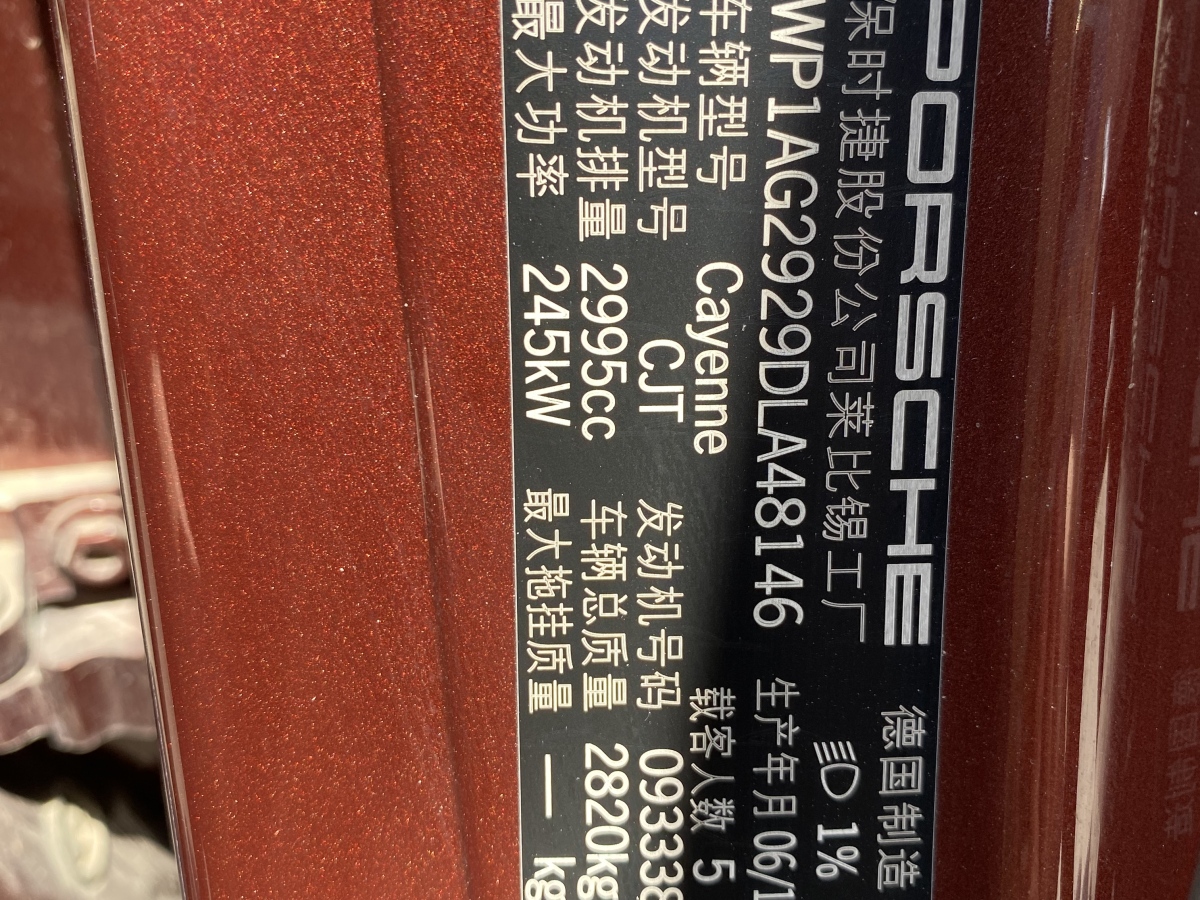 PORSCHE 德国制造
保时捷股份公司莱比锡工厂 1%
WP1AG2929DLA48146 生产年月 06/1
车辆型号 Cayenne 载客人数 5
发动机型号 CJT 发动机号码 093338
发动机排量 2995cc 车辆总质量 2820kg
最大功率 245kW 最大拖挂质量 — kg